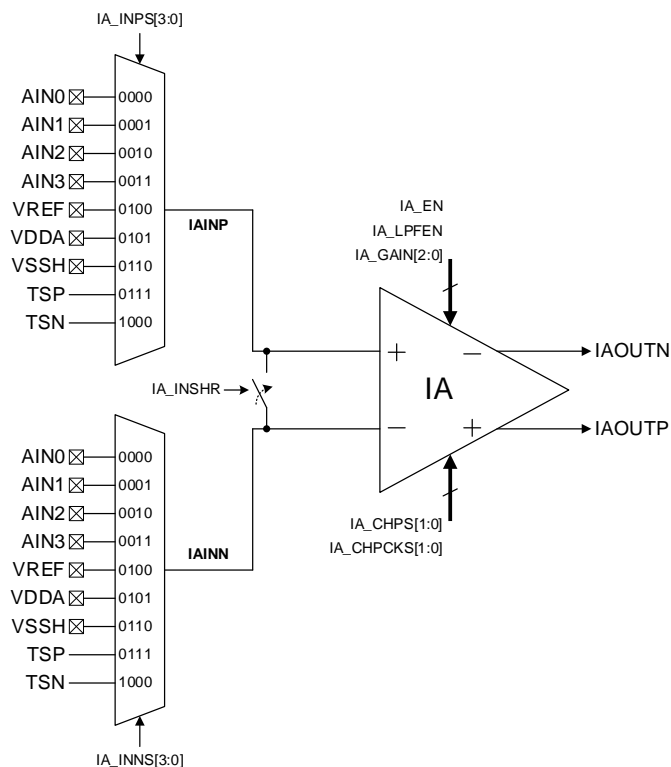 IA_INPS[3:0]
AIN0 0000
AIN1 0001
AIN2 0010
AIN3 0011
VREF 0100
VDDA 0101
VSSH 0110
TSP 0111
TSN 1000
IAINP
IA_EN
IA_LPFEN
IA_GAIN[2:0]
+ − IAOUTN
IA_INSHR
IA
− + IAOUTP
IA_CHPS[1:0]
IA_CHPCKS[1:0]
AIN0 0000
AIN1 0001
AIN2 0010
AIN3 0011
VREF 0100
VDDA 0101
VSSH 0110
TSP 0111
TSN 1000
IAINN
IA_INNS[3:0]